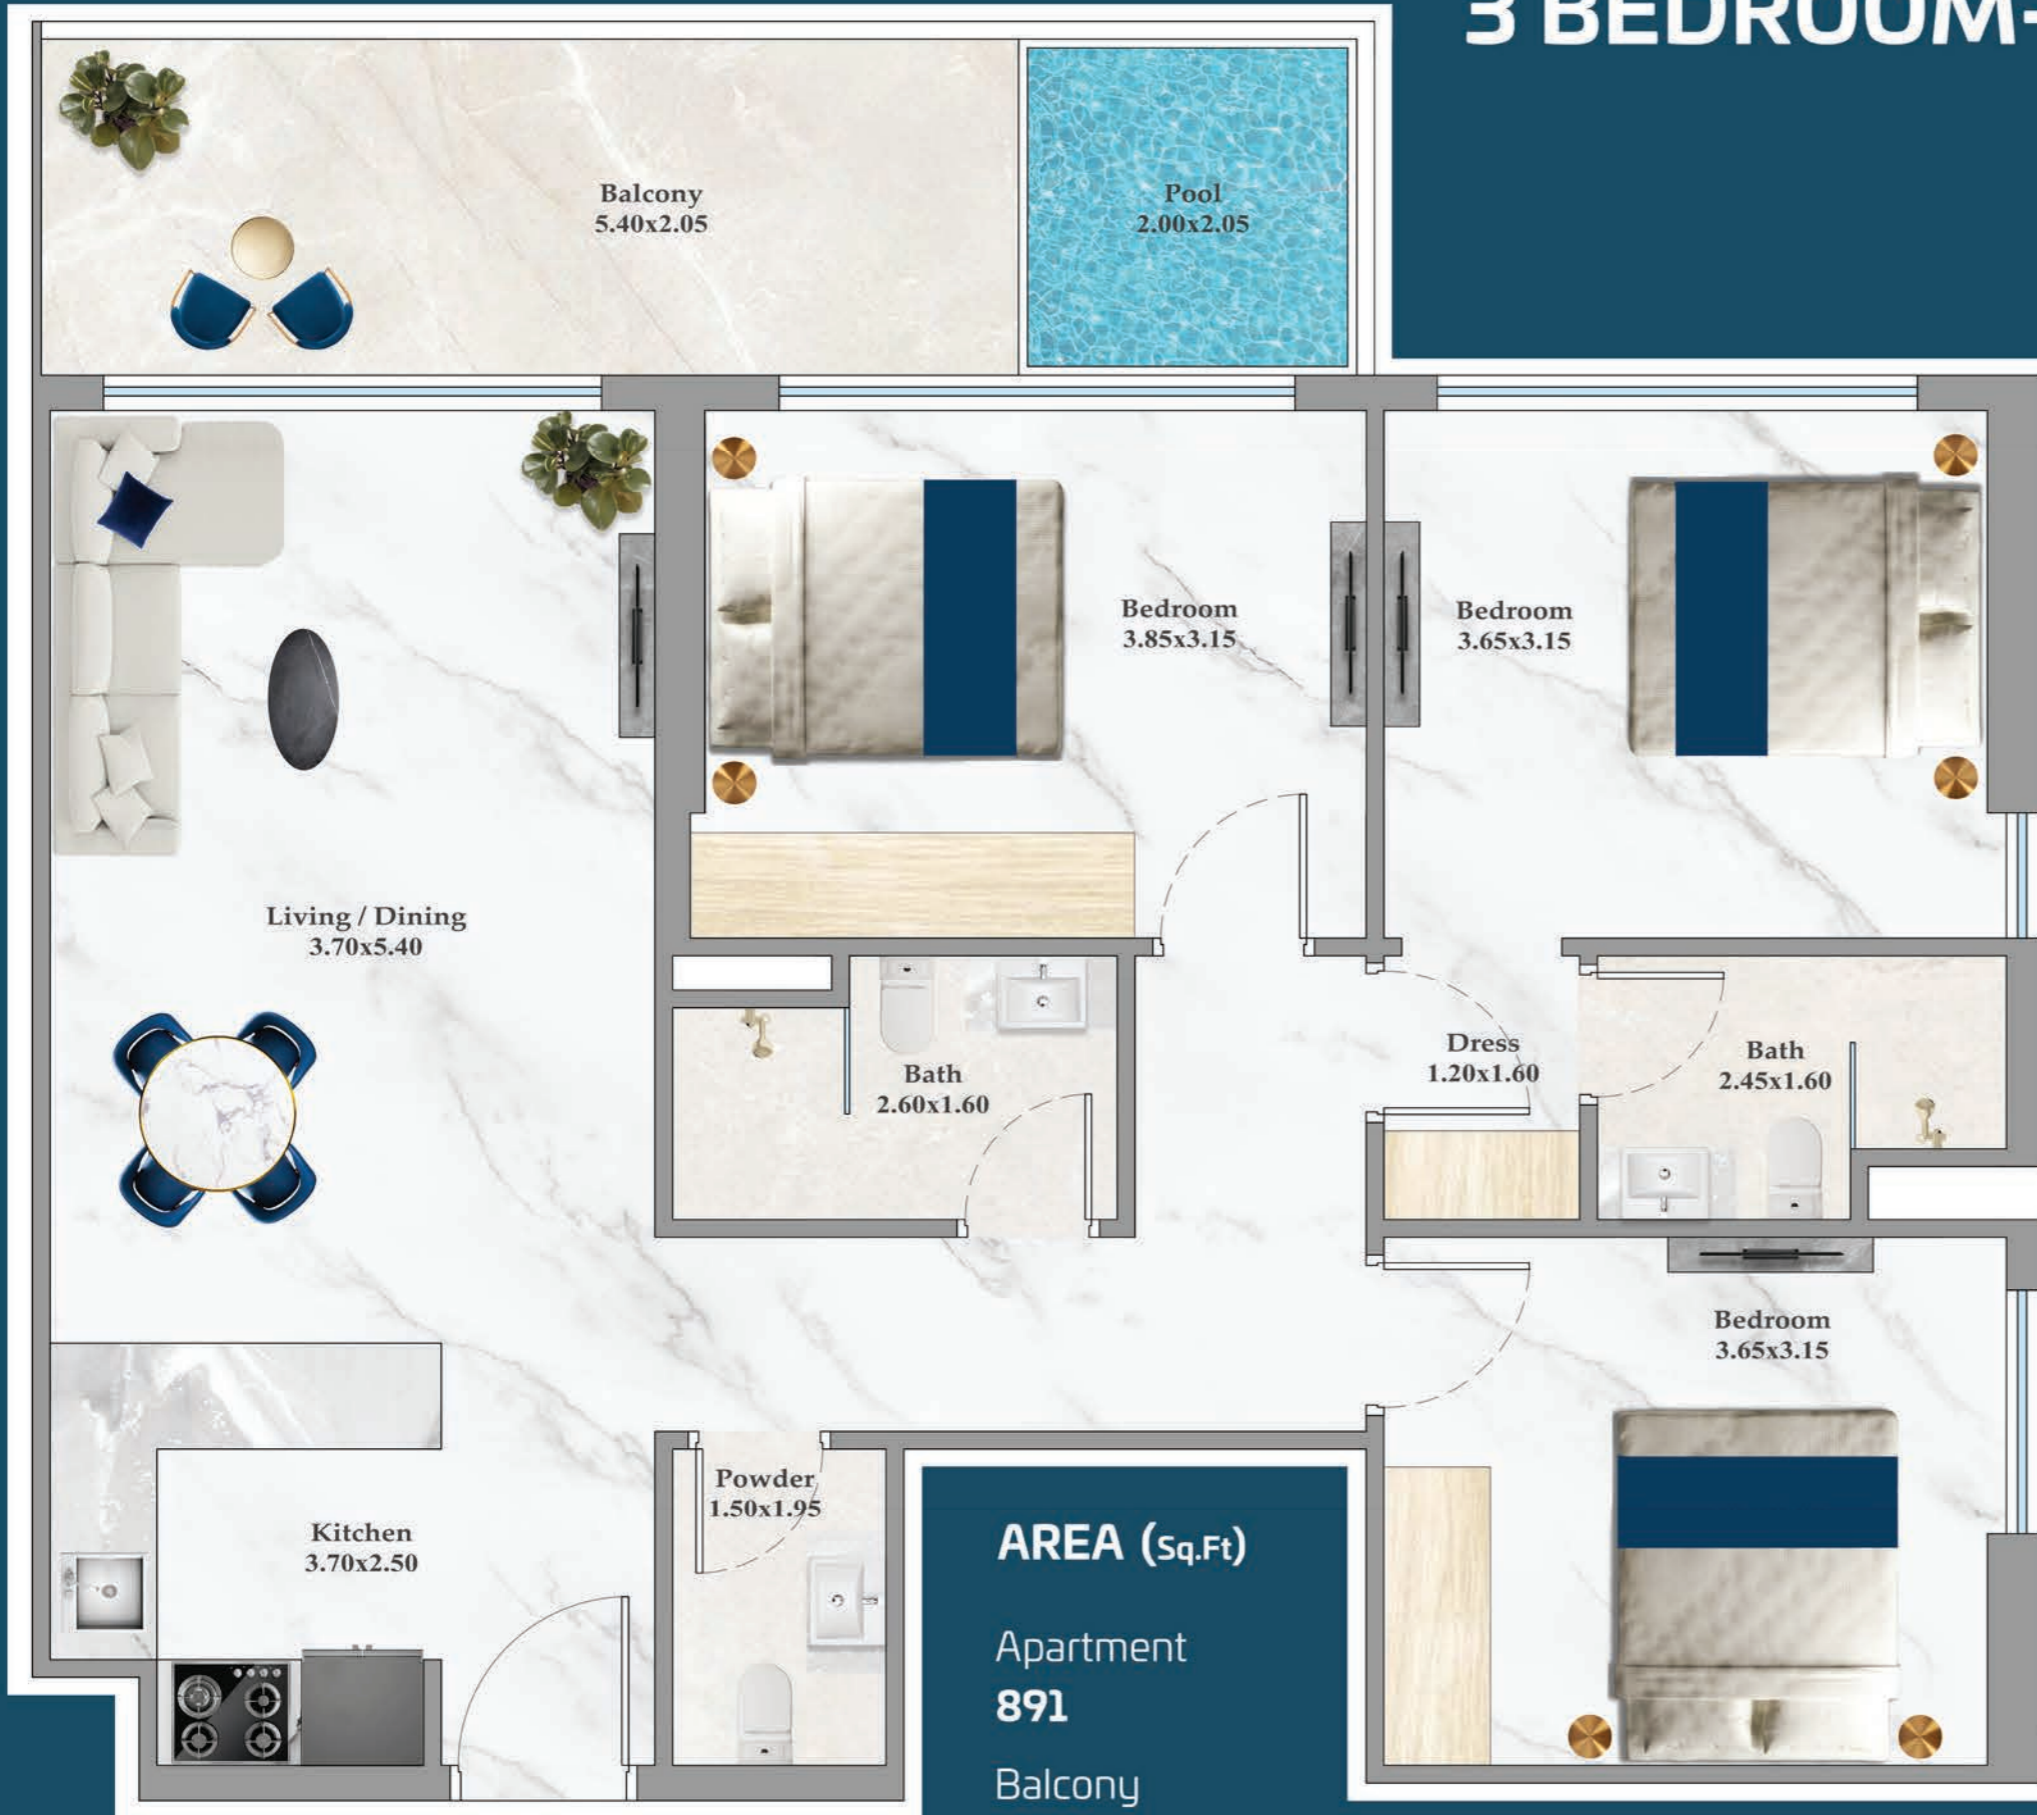 3 BEDROOM-
Balcony
5.40x2.05
Pool
2.00x2.05
Bedroom
3.85x3.15
Bedroom
3.65x3.15
Living / Dining
3.70x5.40
Bath
2.60x1.60
Dress
1.20x1.60
Bath
2.45x1.60
Bedroom
3.65x3.15
Powder
1.50x1.95
Kitchen
3.70x2.50
AREA (Sq.Ft)
Apartment
891
Balcony